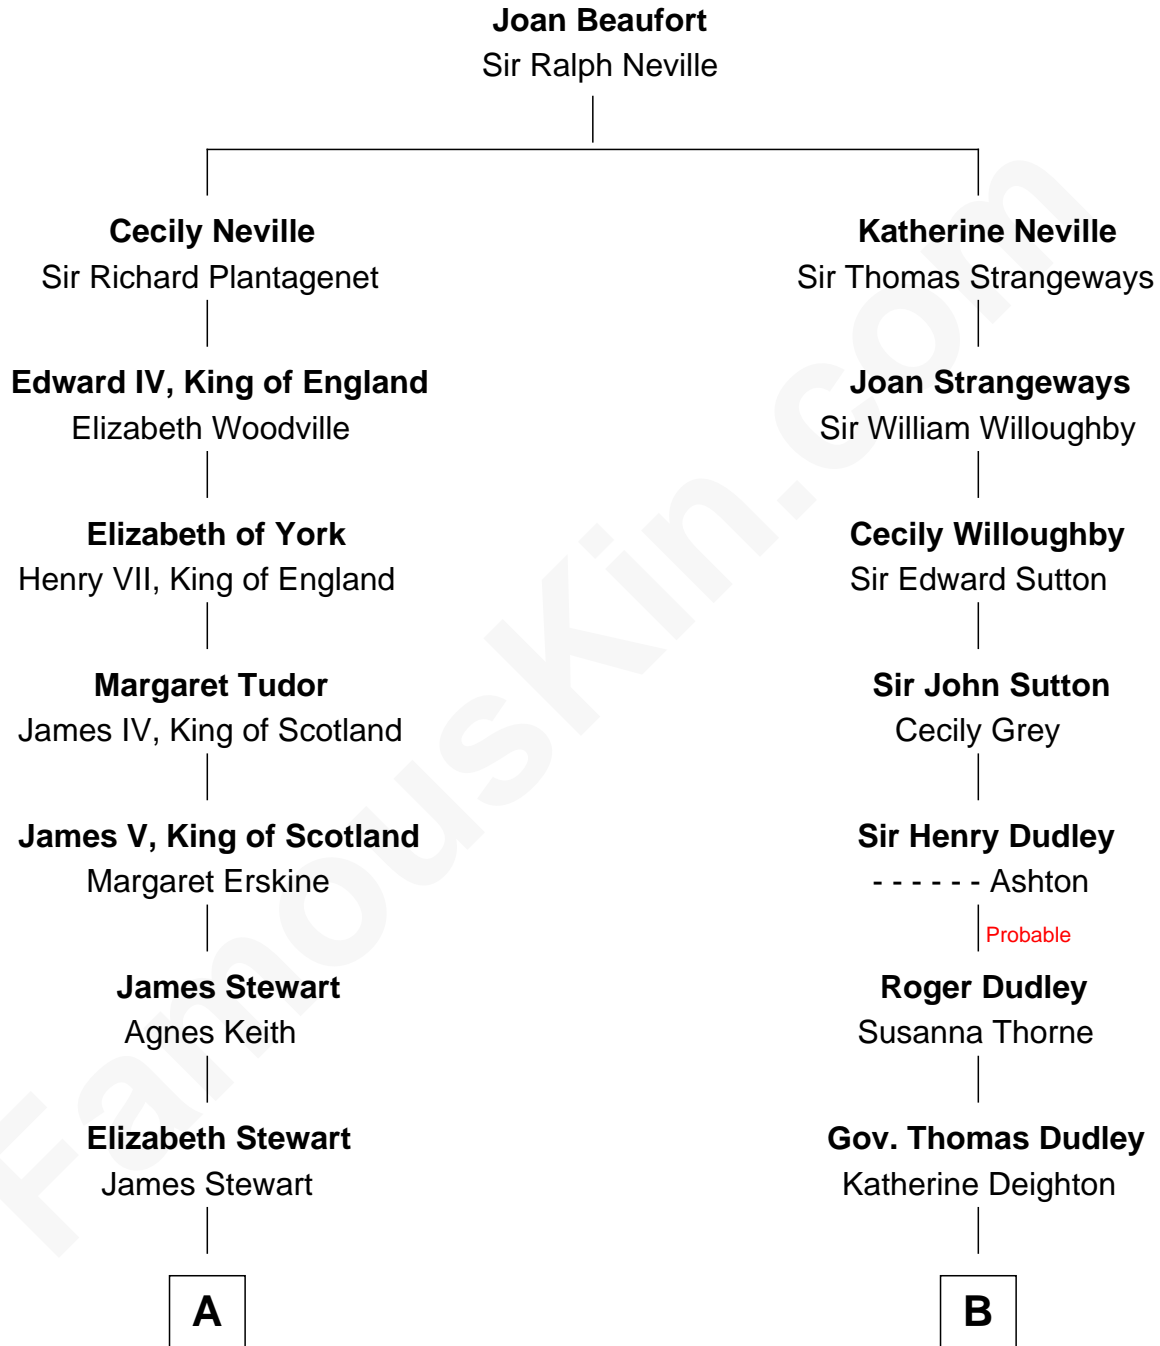 Joan Beaufort
Sir Ralph Neville
Cecily Neville
Sir Richard Plantagenet
Katherine Neville
Sir Thomas Strangeways
Edward IV, King of England
Elizabeth Woodville
Joan Strangeways
Sir William Willoughby
Elizabeth of York
Henry VII, King of England
Cecily Willoughby
Sir Edward Sutton
Margaret Tudor
James IV, King of Scotland
Sir John Sutton
Cecily Grey
James V, King of Scotland
Margaret Erskine
Sir Henry Dudley
- - - - - - Ashton
Probable
James Stewart
Agnes Keith
Roger Dudley
Susanna Thorne
Elizabeth Stewart
James Stewart
Gov. Thomas Dudley
Katherine Deighton
A
B
FamousKin.com